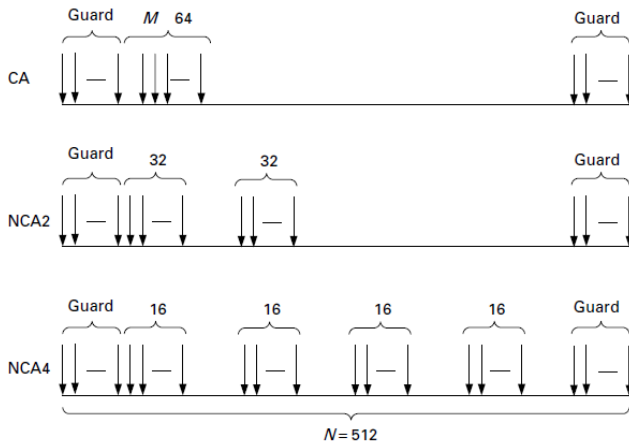 Guard M 64 Guard
CA
Guard 32 32 Guard
NCA2
Guard 16 16 16 16 Guard
NCA4
N = 512